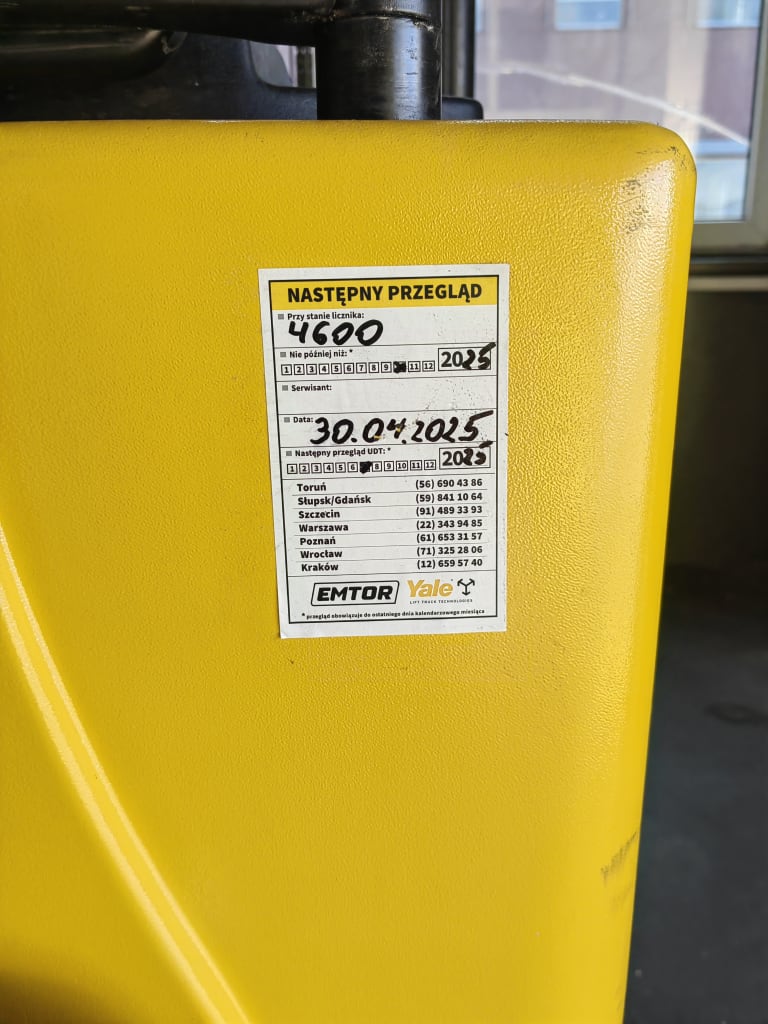 NASTĘPNY PRZEGLĄD
Przy stanie licznika:
4600
Nie później niż: *
1 2 3 4 5 6 7 8 9 11 12 2025
Serwisant:
Data: 30.04.2025
Następny przegląd UDT: *
1 2 3 4 5 6 8 9 10 11 12 2025
Toruń (56) 690 43 86
Słupsk/Gdańsk (59) 841 10 64
Szczecin (91) 489 33 93
Warszawa (22) 343 94 85
Poznań (61) 653 31 57
Wrocław (71) 325 28 06
Kraków (12) 659 57 40
EMTOR Yale
LIFT TRUCK TECHNOLOGIES
* przegląd obowiązuje do ostatniego dnia kalendarzowego miesiąca